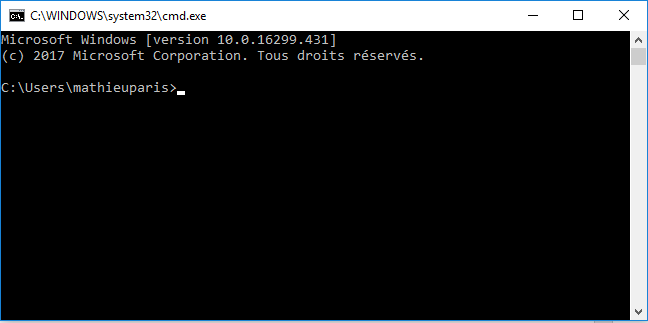 C:\WINDOWS\system32\cmd.exe
Microsoft Windows [version 10.0.16299.431]
(c) 2017 Microsoft Corporation. Tous droits réservés.
C:\Users\mathieuparis>